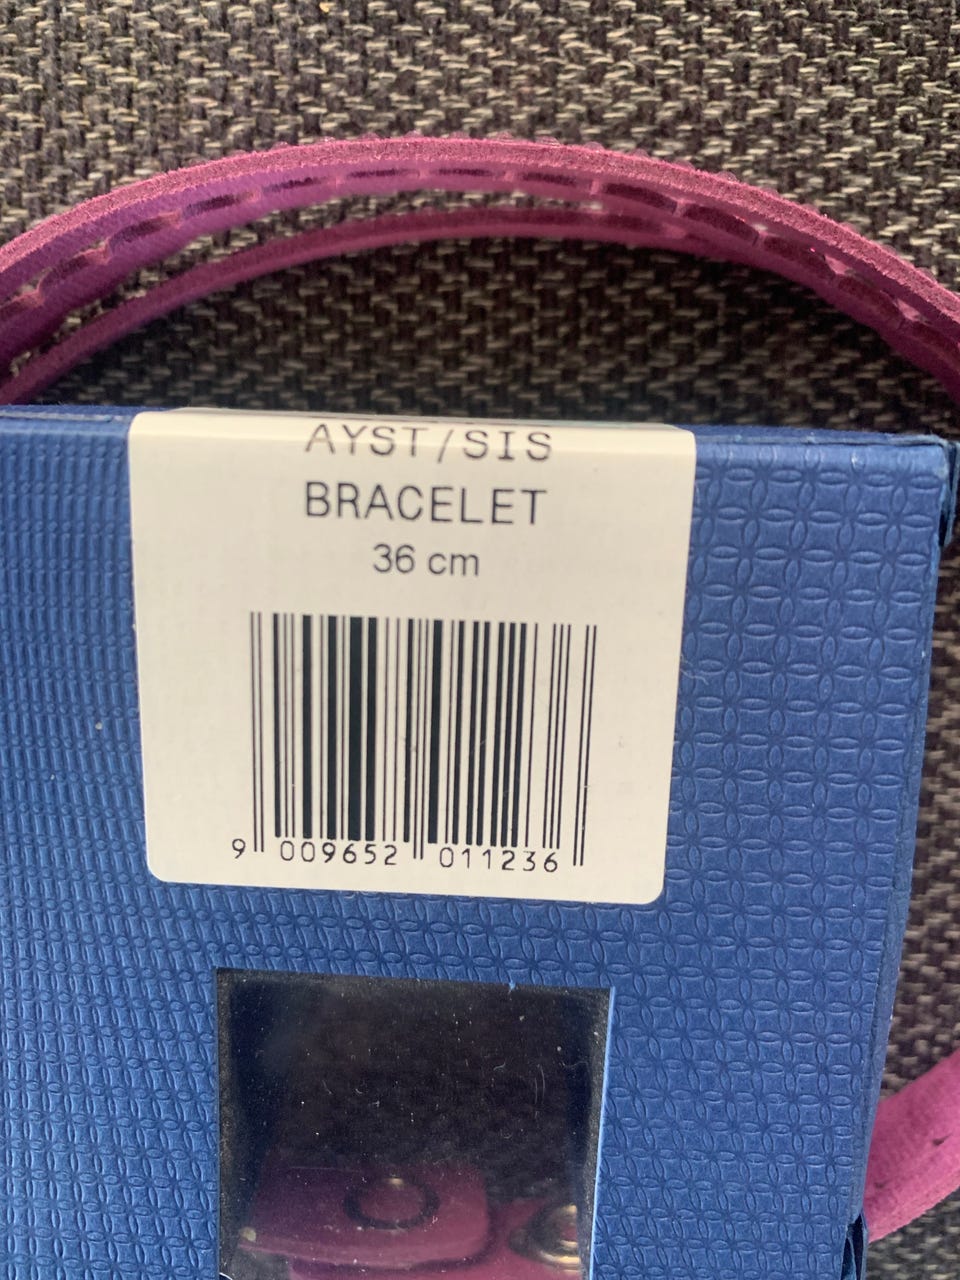 AYST/SIS
BRACELET
36 cm
9 009652 011236